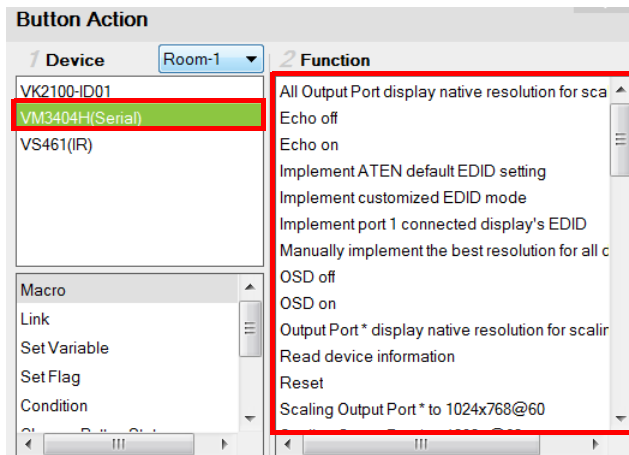 Button Action
1 Device
Room-1
VK2100-ID01
VM3404H(Serial)
VS461(IR)
Macro
Link
Set Variable
Set Flag
Condition
2 Function
All Output Port display native resolution for sca
Echo off
Echo on
Implement ATEN default EDID setting
Implement customized EDID mode
Implement port 1 connected display's EDID
Manually implement the best resolution for all
OSD off
OSD on
Output Port * display native resolution for scalin
Read device information
Reset
Scaling Output Port * to 1024x768@60